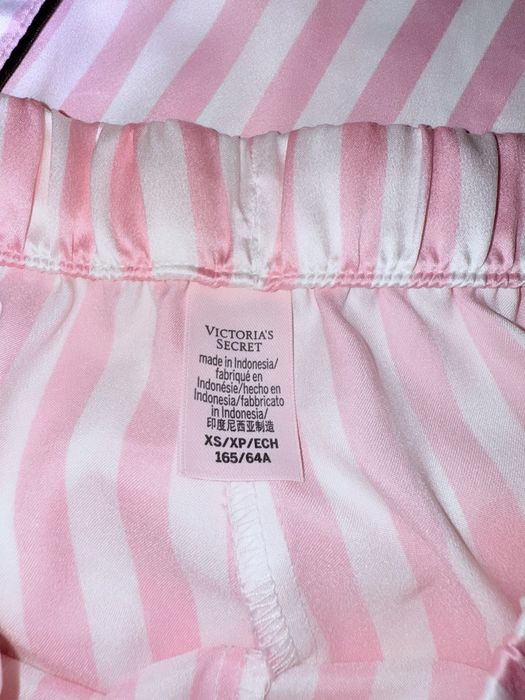 VICTORIA'S
SECRET
made in Indonesia/
fabriqué en
Indonésie/hecho en
Indonesia/fabbricato
in Indonesia/
印度尼西亚制造
XS/XP/ECH
165/64A